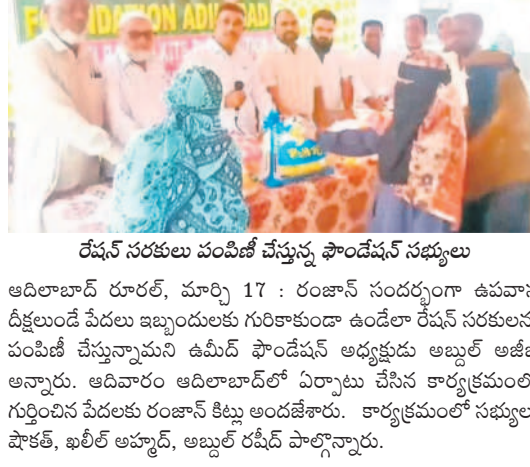 FOUNDATION ADILABAD
రేషన్ సరకులు పంపిణీ చేస్తున్న ఫౌండేషన్ సభ్యులు
ఆదిలాబాద్ రూరల్, మార్చి 17 : రంజాన్ సందర్భంగా ఉపవాస
దీక్షలుండే పేదలు ఇబ్బందులకు గురికాకుండా ఉండేలా రేషన్ సరకులను
పంపిణీ చేస్తున్నామని ఉమీద్ ఫౌండేషన్ అధ్యక్షుడు అబ్దుల్ అజీజ్
అన్నారు. ఆదివారం ఆదిలాబాద్‌లో ఏర్పాటు చేసిన కార్యక్రమంలో
గుర్తించిన పేదలకు రంజాన్ కిట్లు అందజేశారు. కార్యక్రమంలో సభ్యులు
షౌకత్, ఖలీల్ అహ్మద్, అబ్దుల్ రషీద్ పాల్గొన్నారు.